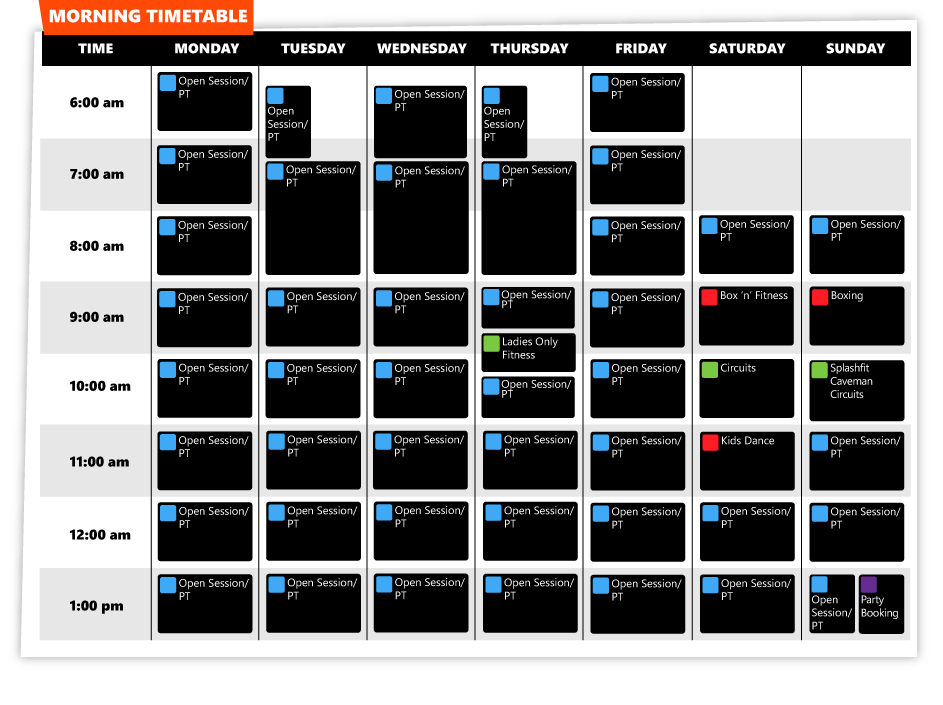 MORNING TIMETABLE
TIME MONDAY TUESDAY WEDNESDAY THURSDAY FRIDAY SATURDAY SUNDAY
6:00 am
Open Session/
PT
Open
Session/
PT
Open Session/
PT
Open
Session/
PT
Open Session/
PT
7:00 am
Open Session/
PT
Open Session/
PT
Open Session/
PT
Open Session/
PT
Open Session/
PT
8:00 am
Open Session/
PT
Open Session/
PT
Open Session/
PT
Open Session/
PT
9:00 am
Open Session/
PT
Open Session/
PT
Open Session/
PT
Open Session/
PT
Ladies Only
Fitness
Open Session/
PT
Box 'n' Fitness
Boxing
10:00 am
Open Session/
PT
Open Session/
PT
Open Session/
PT
Open Session/
PT
Open Session/
PT
Circuits
Splashfit
Caveman
Circuits
11:00 am
Open Session/
PT
Open Session/
PT
Open Session/
PT
Open Session/
PT
Open Session/
PT
Kids Dance
Open Session/
PT
12:00 am
Open Session/
PT
Open Session/
PT
Open Session/
PT
Open Session/
PT
Open Session/
PT
Open Session/
PT
Open Session/
PT
1:00 pm
Open Session/
PT
Open Session/
PT
Open Session/
PT
Open Session/
PT
Open Session/
PT
Open Session/
PT
Open
Session/
PT
Party
Booking